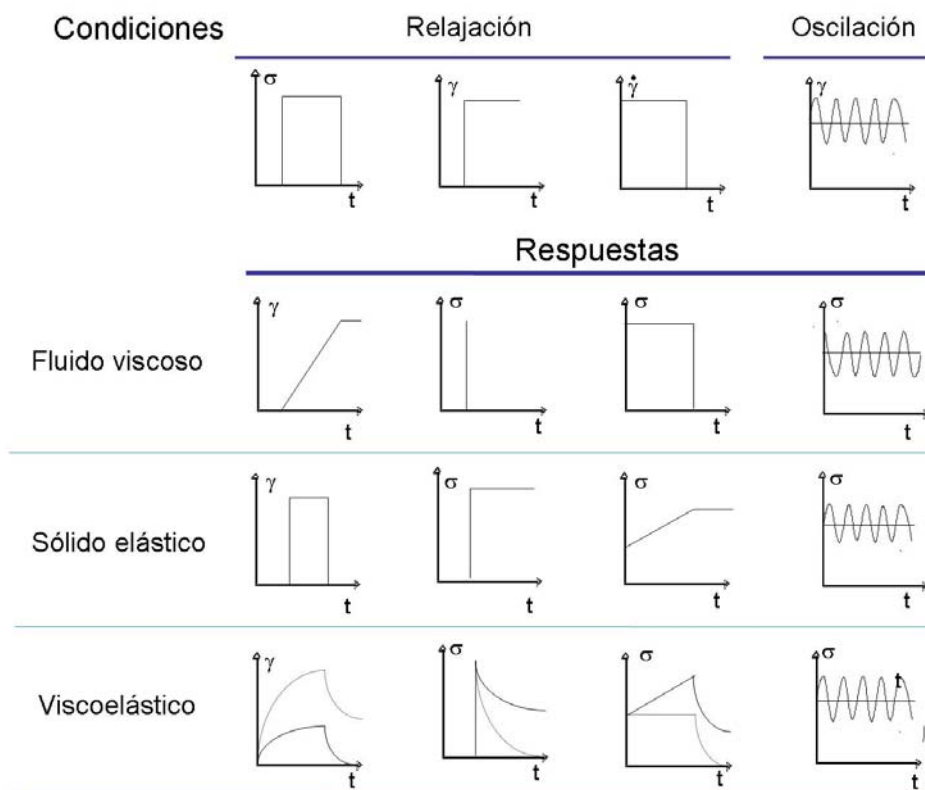 Condiciones Relajación Oscilación
σ γ γ̇ γ
t t t t
Respuestas
γ σ σ σ
Fluido viscoso
t t t t
γ σ σ σ
Sólido elástico
t t t t
γ σ σ σ
t
Viscoelástico
t t t t